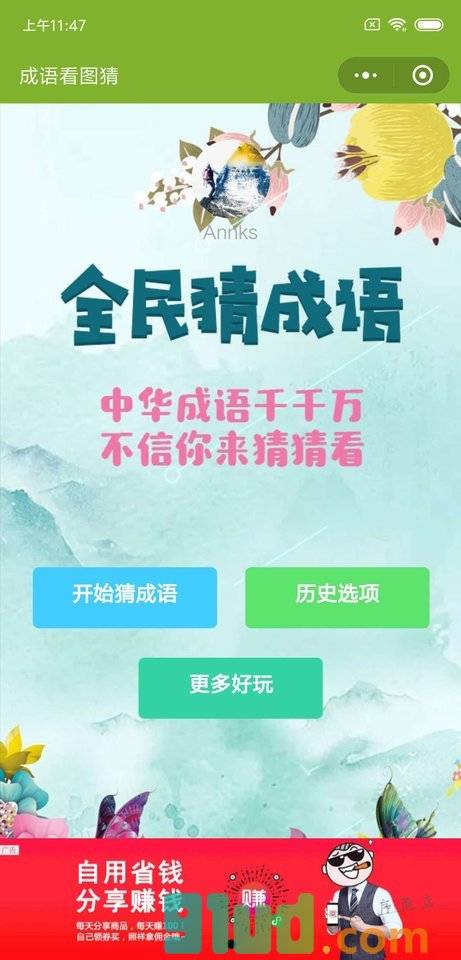 上午11:47
成语看图猜
Annks
全民猜成语
中华成语千千万
不信你来猜猜看
开始猜成语
历史选项
更多好玩
广告
自用省钱
分享赚钱
赚
每天分享商品，每天赚100！
自己领券买，照样拿佣金哦~